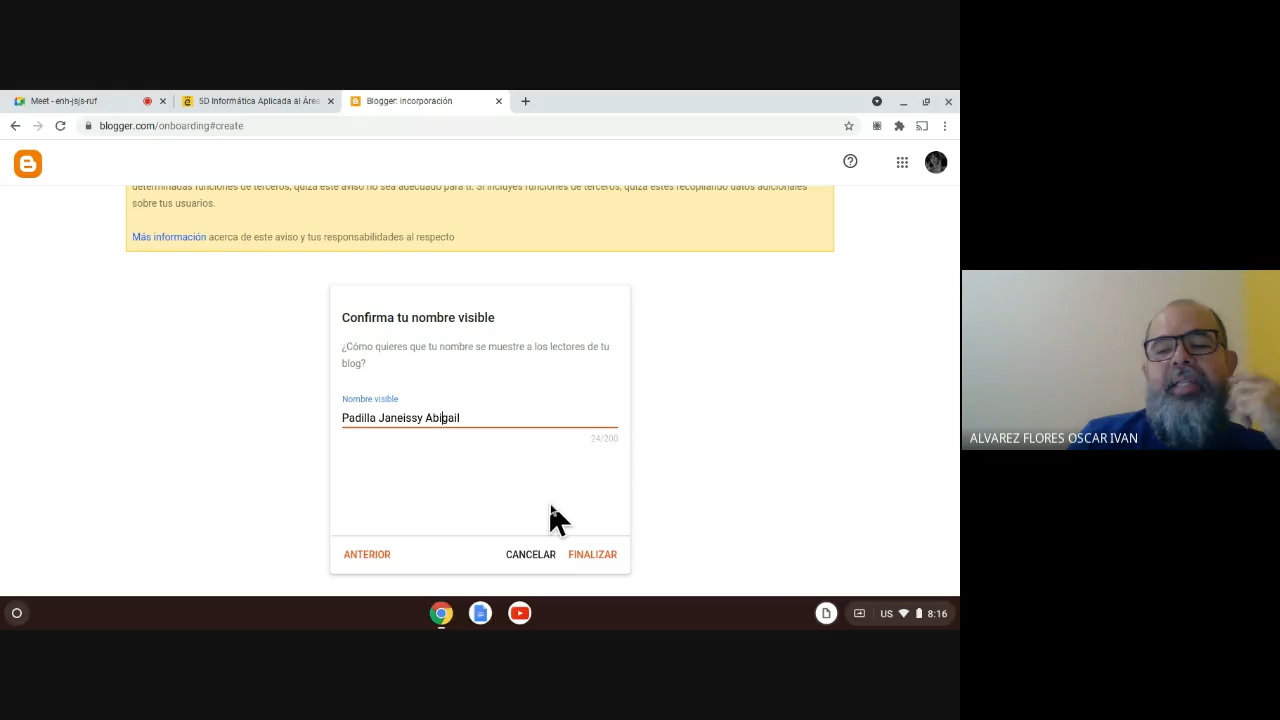 Meet - enh-jsjs-ruf
5D Informática Aplicada al Área
Blogger: incorporación
blogger.com/onboarding#create
determinadas funciones de terceros, quizá este aviso no sea adecuado para ti. Si incluyes funciones de terceros, quizá estés recopilando datos adicionales
sobre tus usuarios.
Más información acerca de este aviso y tus responsabilidades al respecto
Confirma tu nombre visible
¿Cómo quieres que tu nombre se muestre a los lectores de tu
blog?
Nombre visible
Padilla Janeissy Abigail
24/200
ANTERIOR
CANCELAR
FINALIZAR
US
8:16
ALVAREZ FLORES OSCAR IVAN